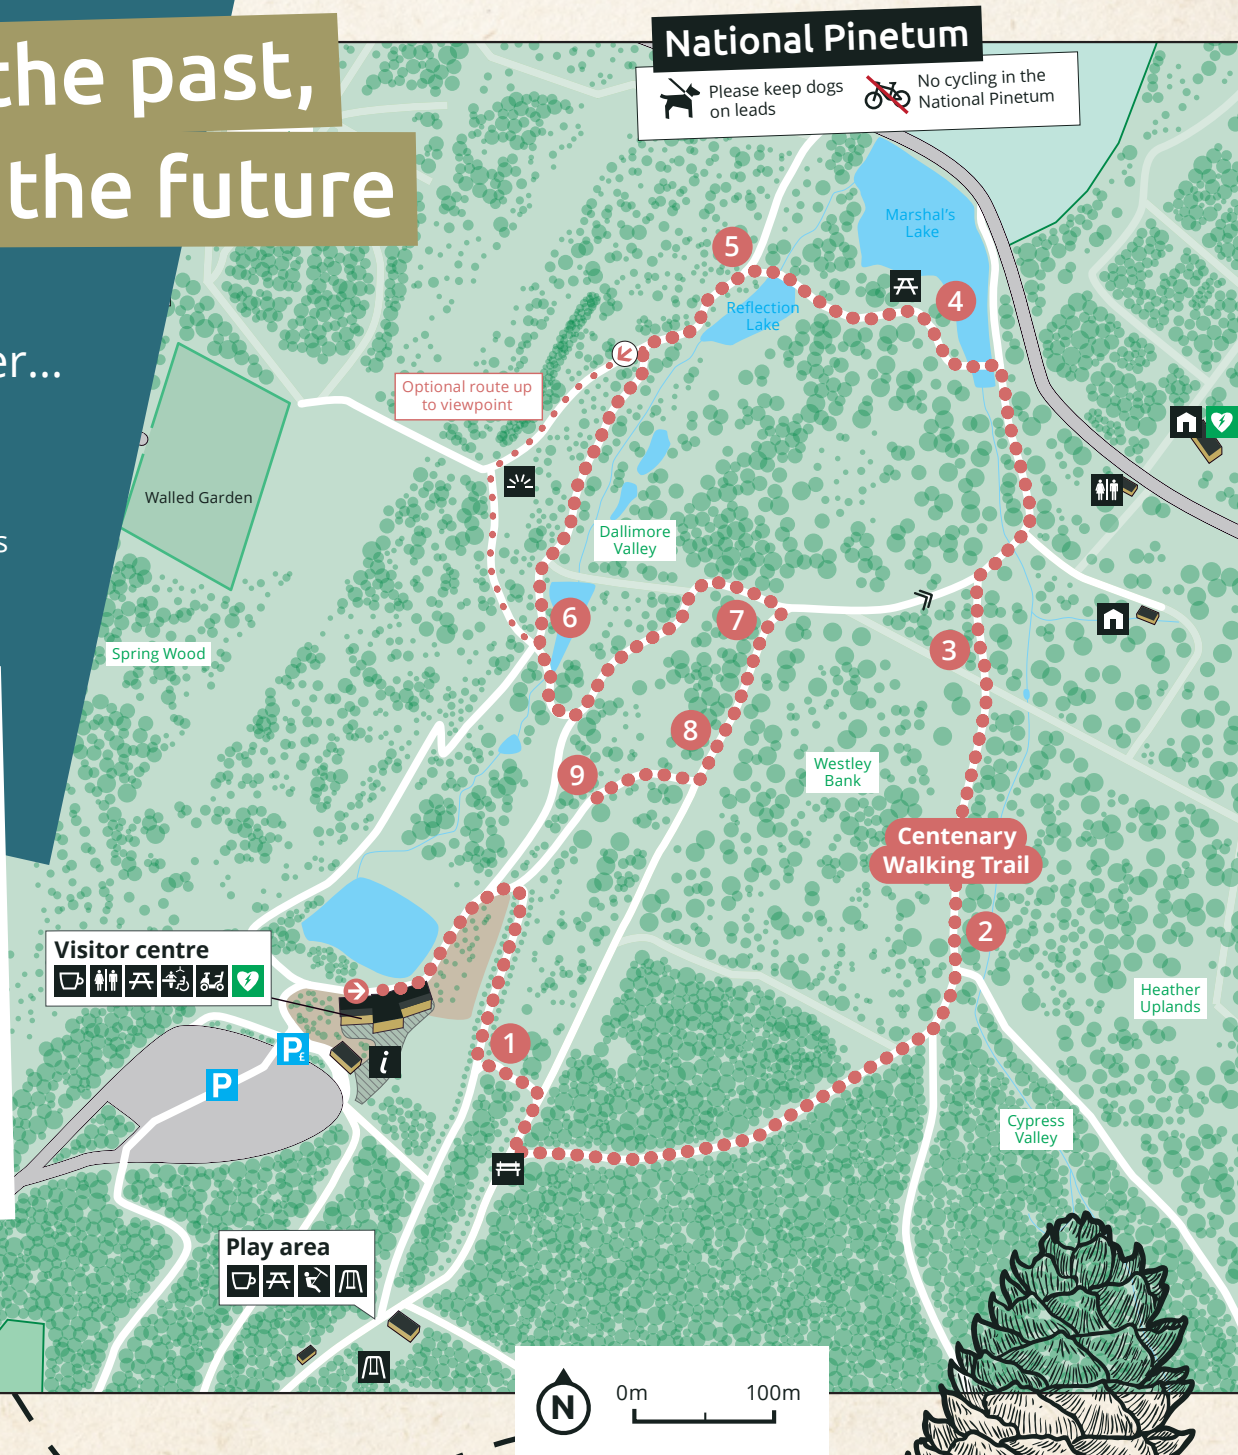 the past,
the future
er...
s
National Pinetum
Please keep dogs
on leads
No cycling in the
National Pinetum
Marshal's
Lake
5
4
Reflection
Lake
Optional route up
to viewpoint
Walled Garden
Dallimore
Valley
6
7
3
Spring Wood
8
9
Westley
Bank
Centenary
Walking Trail
2
Visitor centre
Heather
Uplands
1
P£
i
P
Cypress
Valley
Play area
N
0m 100m